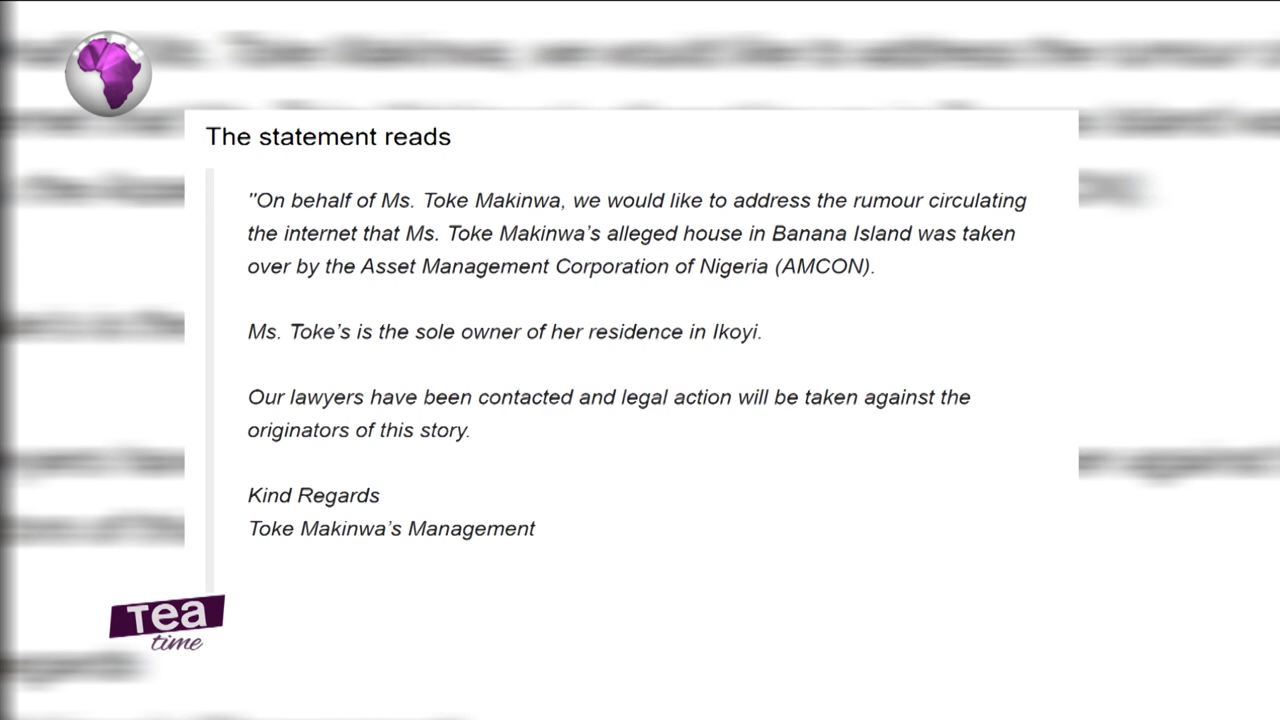 The statement reads
"On behalf of Ms. Toke Makinwa, we would like to address the rumour circulating
the internet that Ms. Toke Makinwa’s alleged house in Banana Island was taken
over by the Asset Management Corporation of Nigeria (AMCON).
Ms. Toke’s is the sole owner of her residence in Ikoyi.
Our lawyers have been contacted and legal action will be taken against the
originators of this story.
Kind Regards
Toke Makinwa’s Management
Tea
time